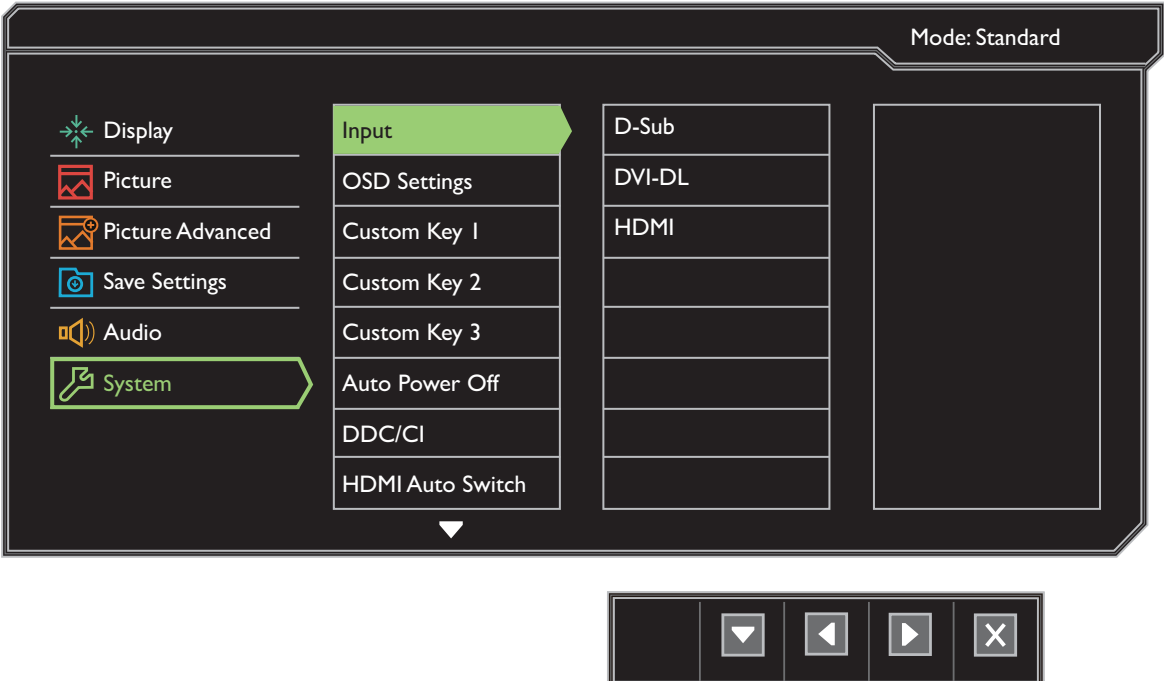 Mode: Standard
Display
Picture
Picture Advanced
Save Settings
Audio
System
Input
OSD Settings
Custom Key 1
Custom Key 2
Custom Key 3
Auto Power Off
DDC/CI
HDMI Auto Switch
D-Sub
DVI-DL
HDMI